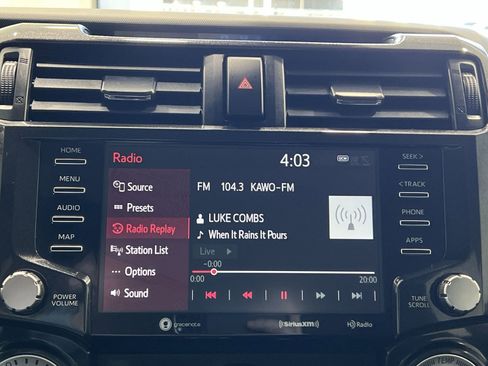 HOME
MENU
AUDIO
MAP
POWER
VOLUME
Radio
4:03
Source
Presets
Radio Replay
Station List
Options
Sound
FM 104.3 KAWO-FM
LUKE COMBS
When It Rains It Pours
Live
-0:00
0:00
20:00
gracenote
SiriusXM
HD Radio
SEEK >
< TRACK
PHONE
APPS
TUNE
SCROLL